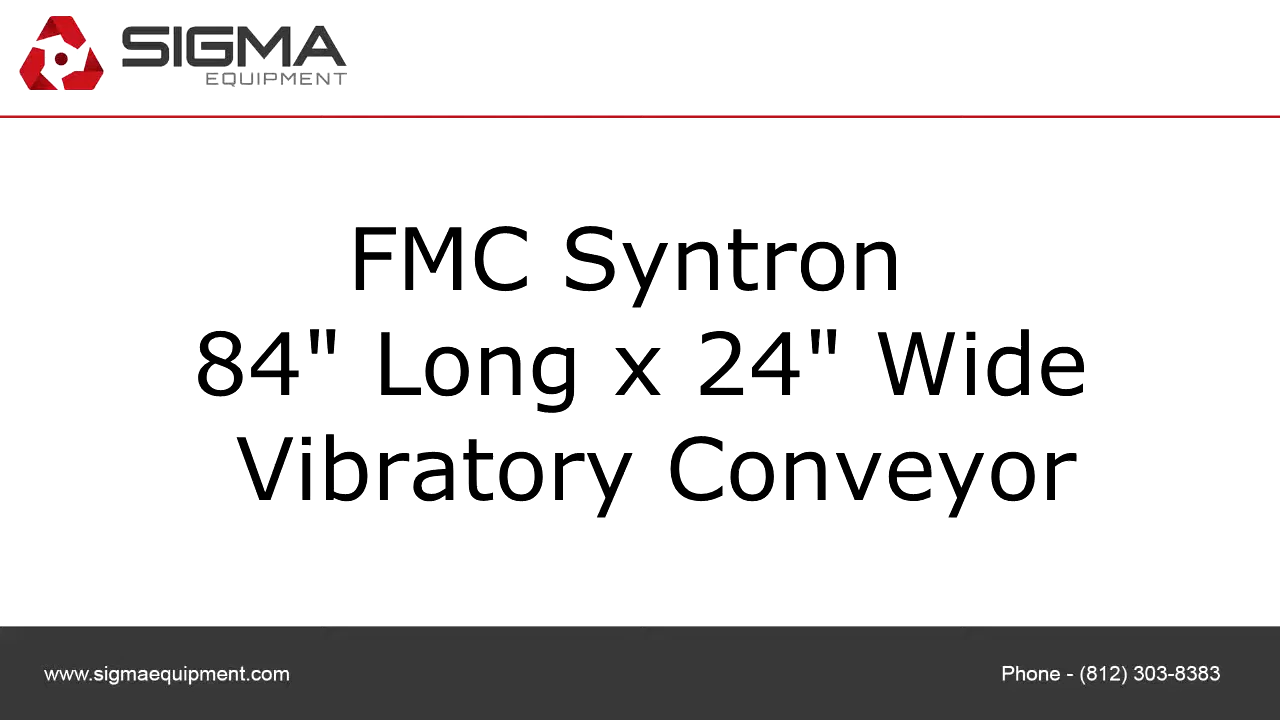 SIGMA
EQUIPMENT
FMC Syntron
84" Long x 24" Wide
Vibratory Conveyor
www.sigmaequipment.com
Phone - (812) 303-8383